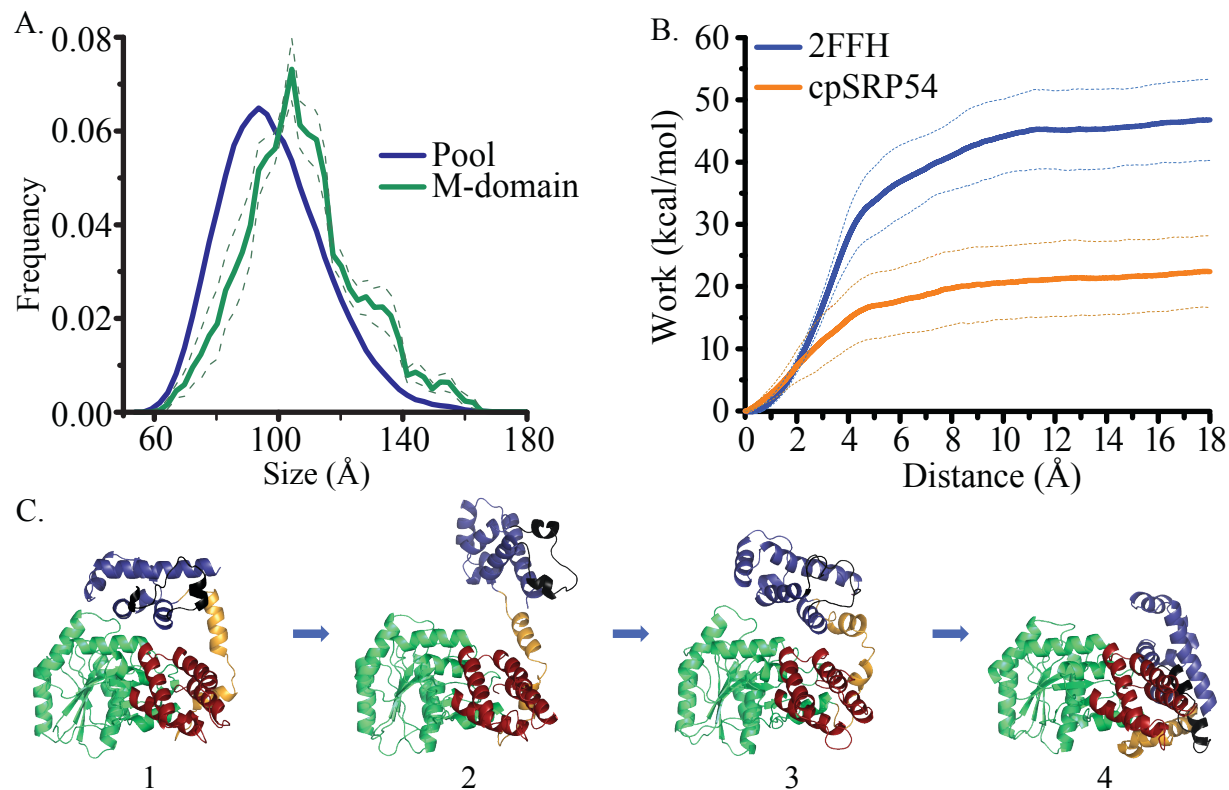 A.
0.08
0.06
0.04
0.02
0.00
Frequency
60
100
140
180
Size (Å)
Pool
M-domain
B.
60
50
40
30
20
10
0
Work (kcal/mol)
0
2
4
6
8
10
12
14
16
18
Distance (Å)
2FFH
cpSRP54
C.
1
2
3
4